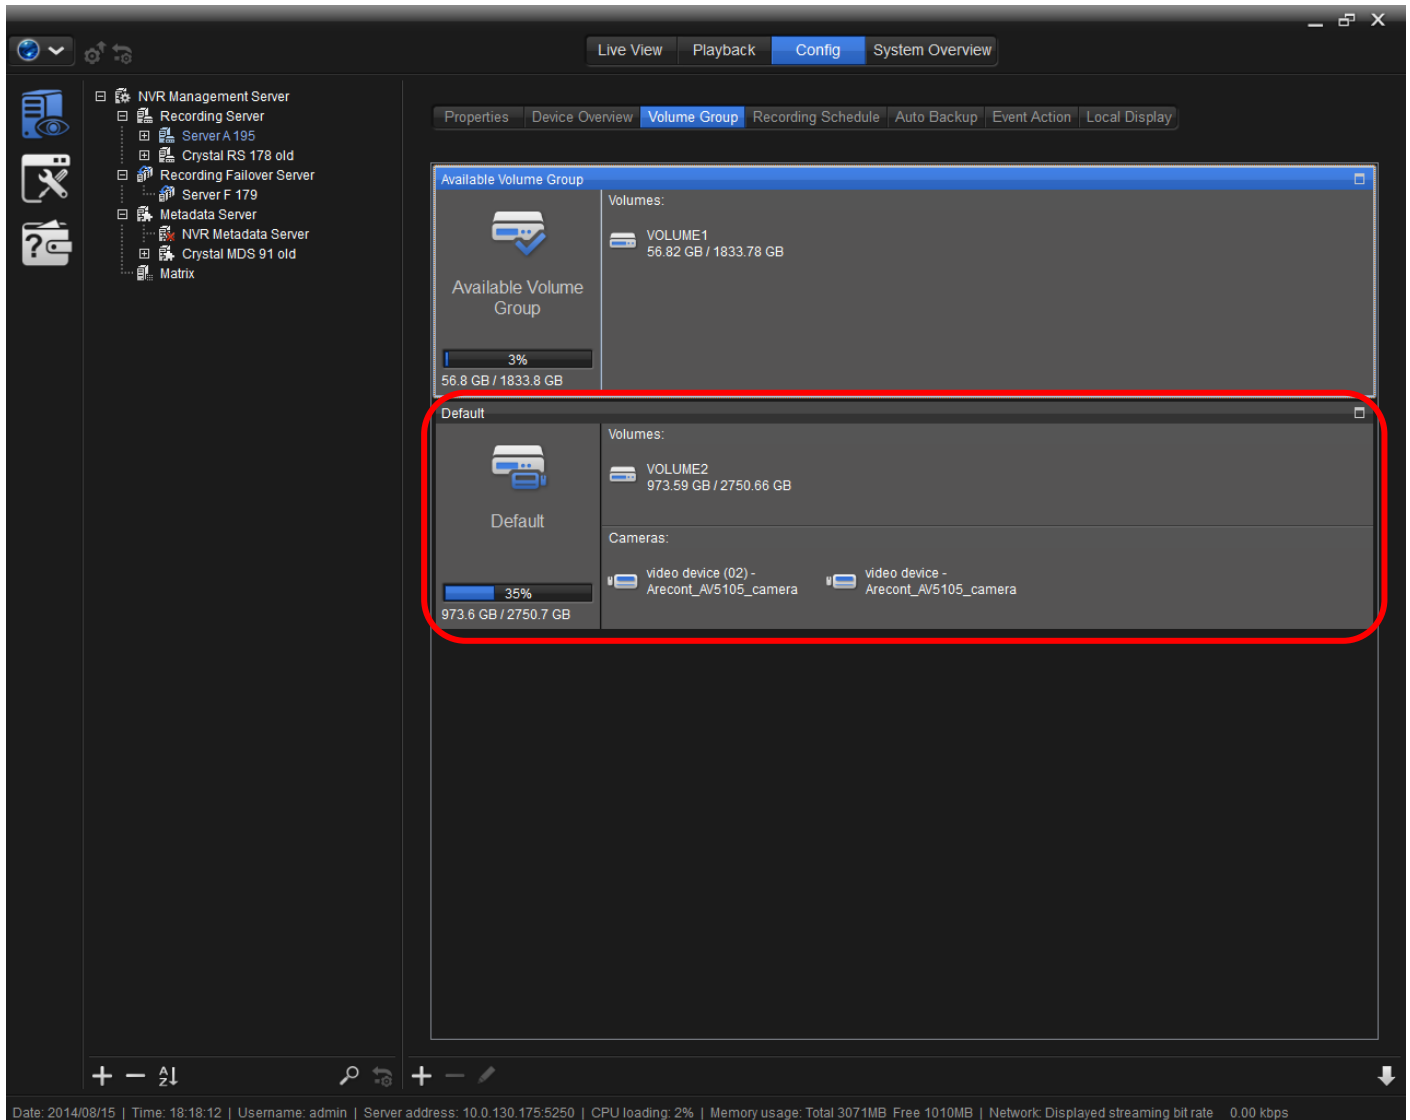 Live View Playback Config System Overview
NVR Management Server
Recording Server
Server A 195
Crystal RS 178 old
Recording Failover Server
Server F 179
Metadata Server
NVR Metadata Server
Crystal MDS 91 old
Matrix
Properties Device Overview Volume Group Recording Schedule Auto Backup Event Action Local Display
Available Volume Group
Available Volume
Group
3%
56.8 GB / 1833.8 GB
Volumes:
VOLUME1
56.82 GB / 1833.78 GB
Default
Default
35%
973.6 GB / 2750.7 GB
Volumes:
VOLUME2
973.59 GB / 2750.66 GB
Cameras:
video device (02) -
Arecont_AV5105_camera
video device -
Arecont_AV5105_camera
Date: 2014/08/15 | Time: 18:18:12 | Username: admin | Server address: 10.0.130.175:5250 | CPU loading: 2% | Memory usage: Total 3071MB Free 1010MB | Network: Displayed streaming bit rate 0.00 kbps